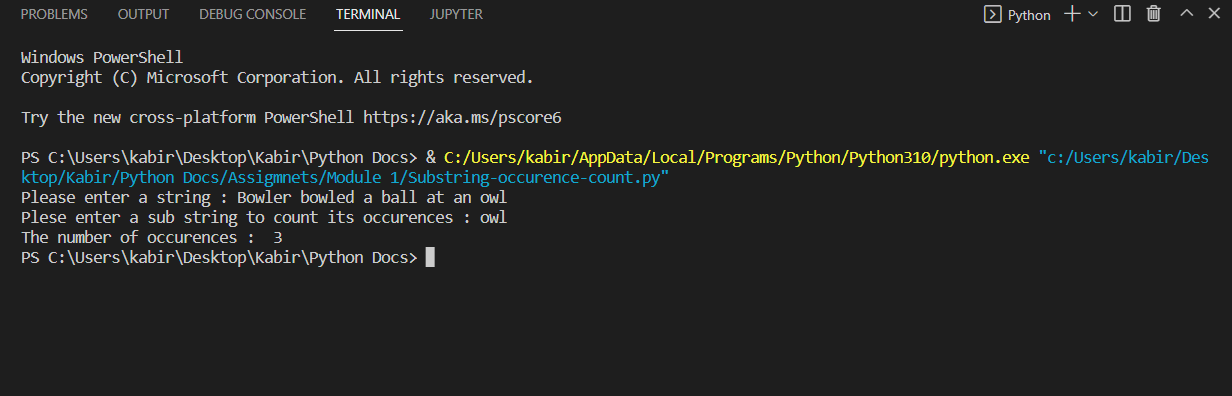 PROBLEMS OUTPUT DEBUG CONSOLE TERMINAL JUPYTER Python
Windows PowerShell
Copyright (C) Microsoft Corporation. All rights reserved.
Try the new cross-platform PowerShell https://aka.ms/pscore6
PS C:\Users\kabir\Desktop\Kabir\Python Docs> & C:/Users/kabir/AppData/Local/Programs/Python/Python310/python.exe "c:/Users/kabir/Des
ktop/Kabir/Python Docs/Assigmnets/Module 1/Substring-occurence-count.py"
Please enter a string : Bowler bowled a ball at an owl
Plese enter a sub string to count its occurences : owl
The number of occurences :  3
PS C:\Users\kabir\Desktop\Kabir\Python Docs>